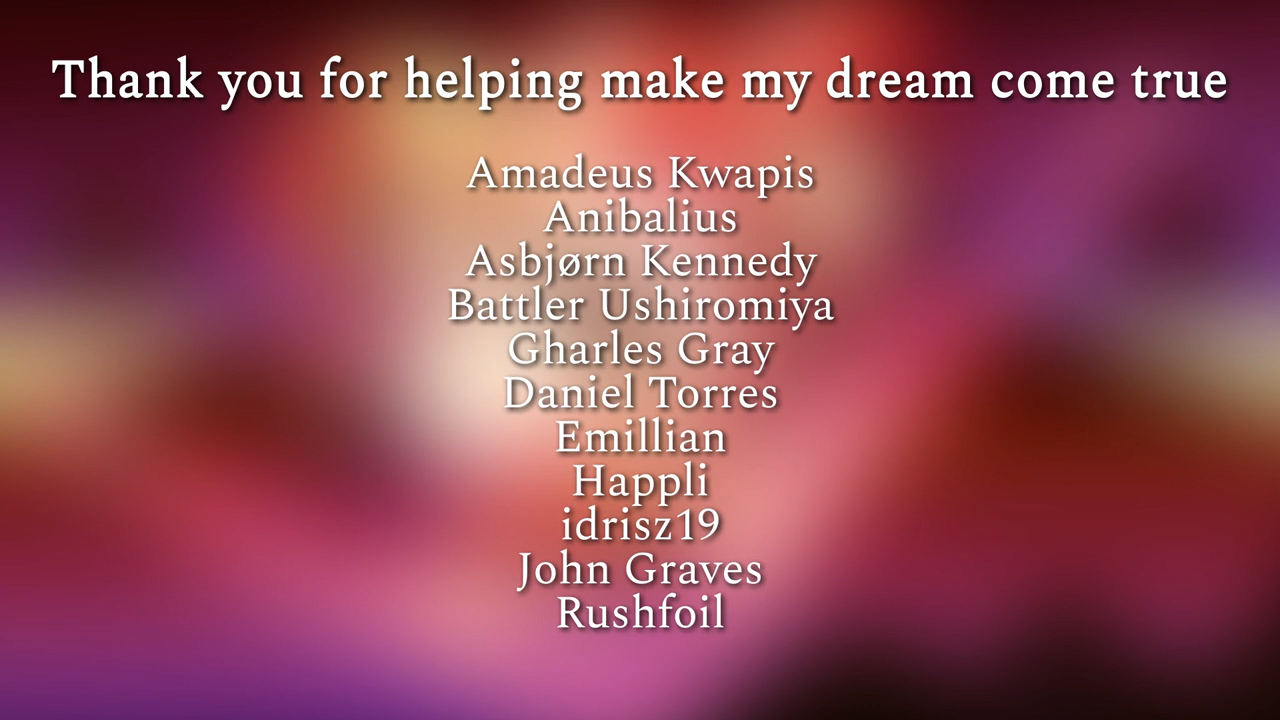 Thank you for helping make my dream come true
Amadeus Kwapis
Anibalius
Asbjørn Kennedy
Battler Ushiromiya
Gharles Gray
Daniel Torres
Emillian
Happli
idrisz19
John Graves
Rushfoil